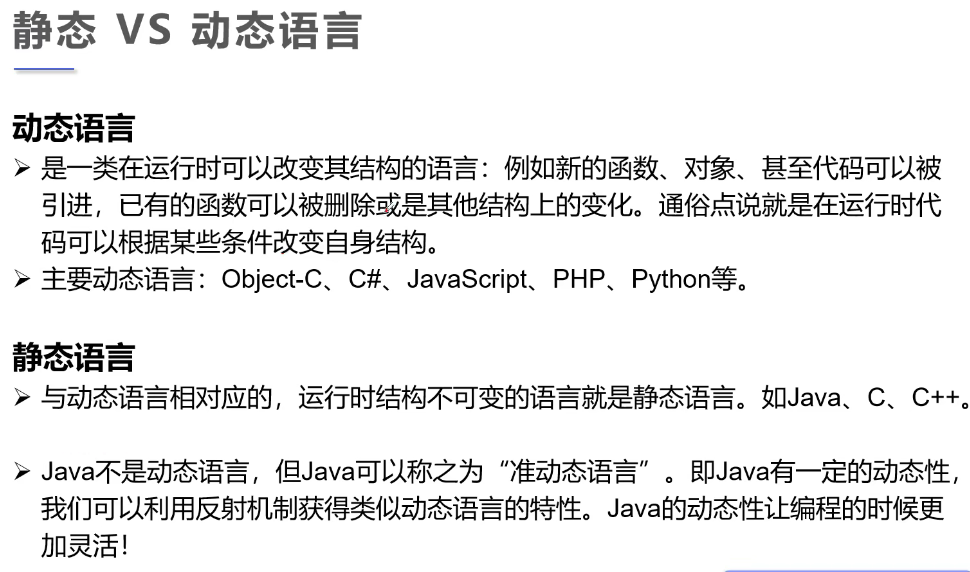 静态 VS 动态语言
动态语言
➢ 是一类在运行时可以改变其结构的语言：例如新的函数、对象、甚至代码可以被
引进，已有的函数可以被删除或是其他结构上的变化。通俗点说就是在运行时代
码可以根据某些条件改变自身结构。
➢ 主要动态语言：Object-C、C#、JavaScript、PHP、Python等。
静态语言
➢ 与动态语言相对应的，运行时结构不可变的语言就是静态语言。如Java、C、C++。
➢ Java不是动态语言，但Java可以称之为“准动态语言”。即Java有一定的动态性，
我们可以利用反射机制获得类似动态语言的特性。Java的动态性让编程的时候更
加灵活！